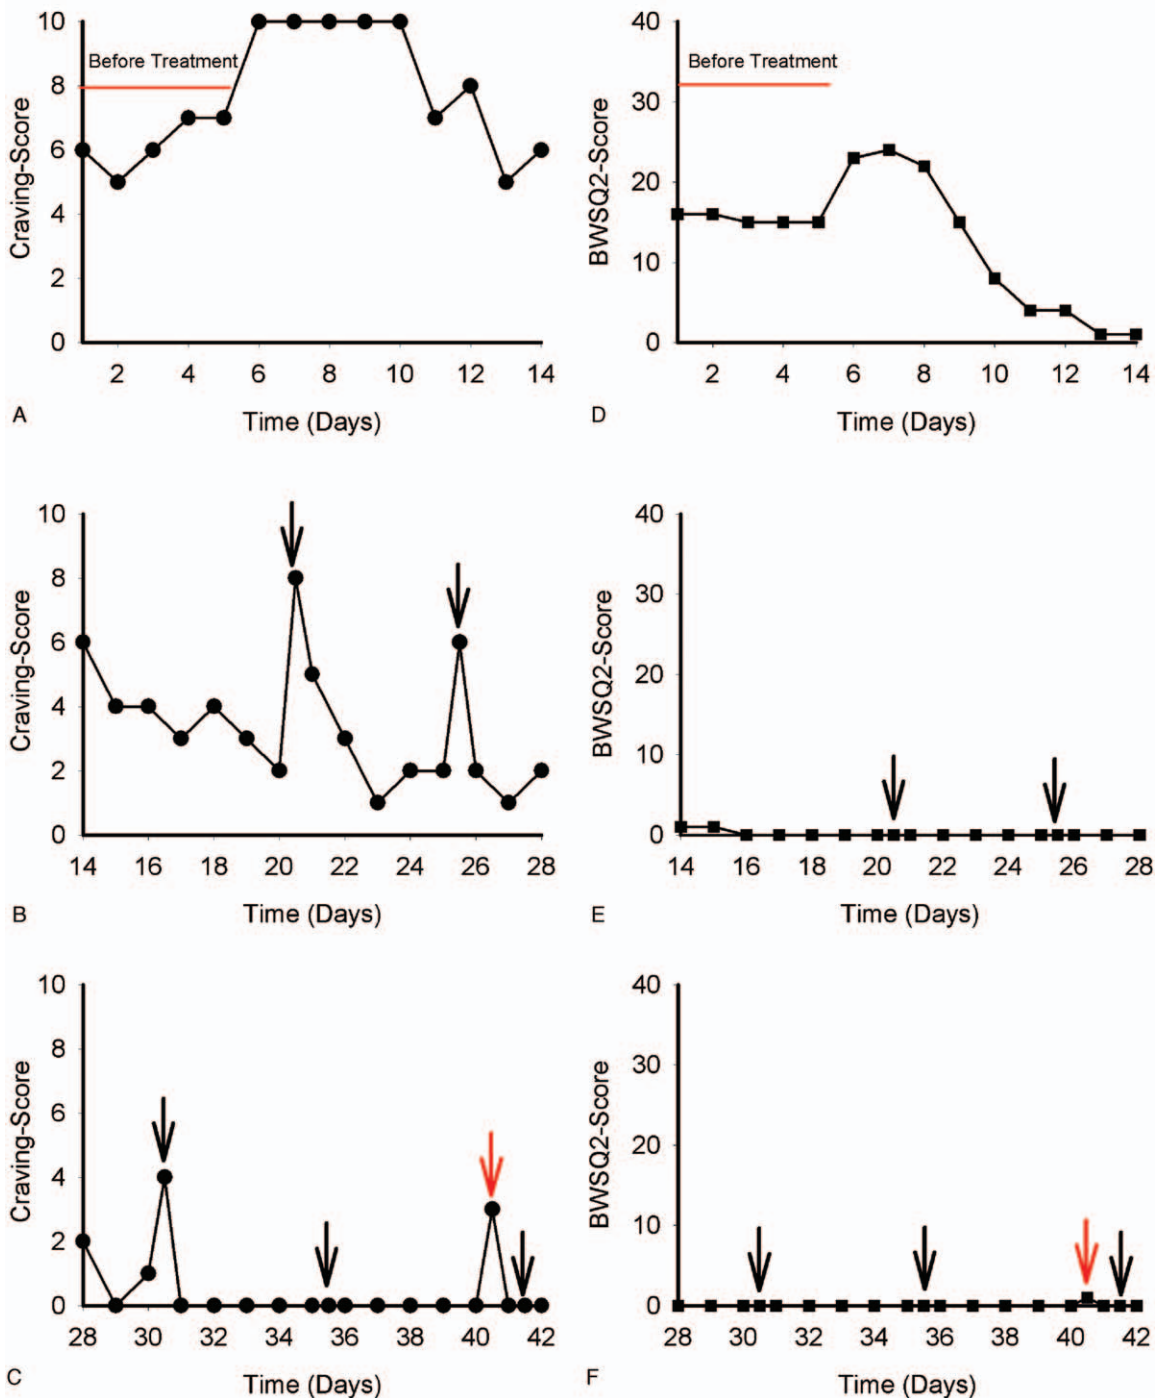 10
8
6
4
2
0
Craving-Score
Before Treatment
2 4 6 8 10 12 14
Time (Days)
A
40
30
20
10
0
BWSQ2-Score
Before Treatment
2 4 6 8 10 12 14
Time (Days)
D
10
8
6
4
2
0
Craving-Score
14 16 18 20 22 24 26 28
Time (Days)
B
40
30
20
10
0
BWSQ2-Score
14 16 18 20 22 24 26 28
Time (Days)
E
10
8
6
4
2
0
Craving-Score
28 30 32 34 36 38 40 42
Time (Days)
C
40
30
20
10
0
BWSQ2-Score
28 30 32 34 36 38 40 42
Time (Days)
F